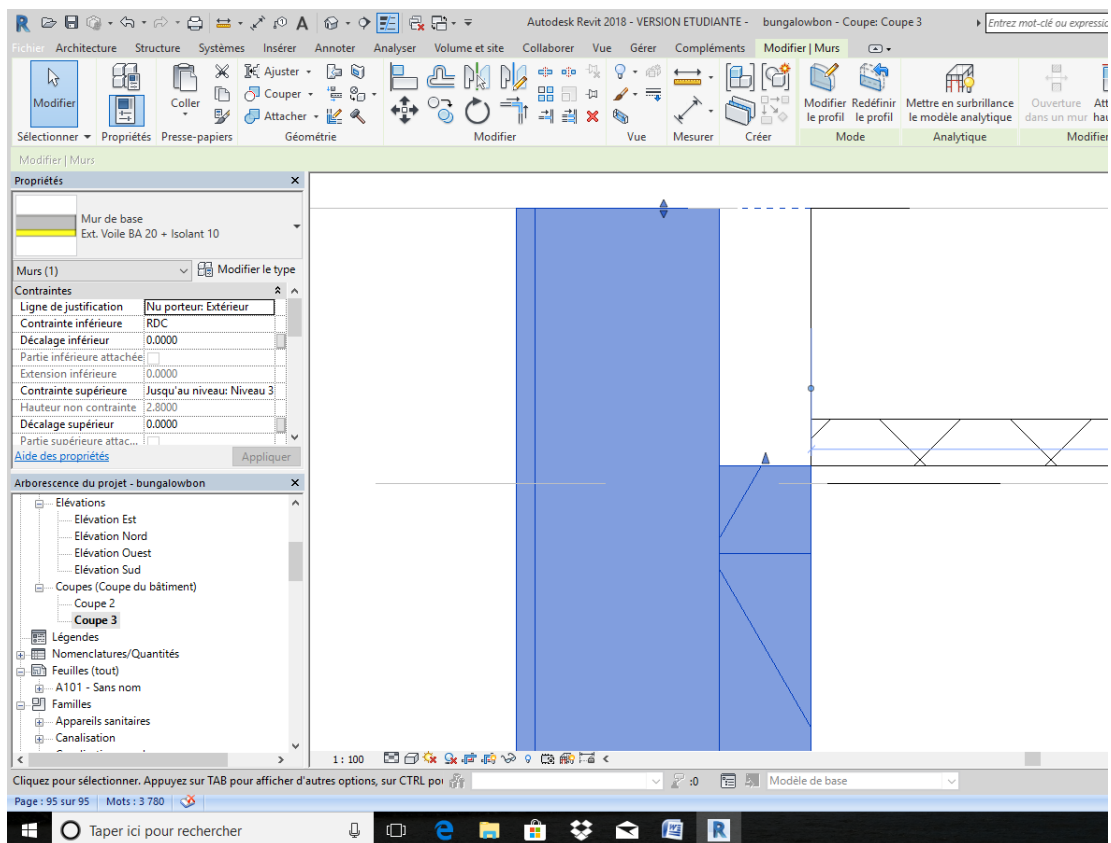 Autodesk Revit 2018 - VERSION ETUDIANTE - bungalowbon - Coupe: Coupe 3
Entrez mot-clé ou expressio
Fichier Architecture Structure Systèmes Insérer Annoter Analyser Volume et site Collaborer Vue Gérer Compléments Modifier | Murs
Modifier
Coller
Ajuster
Couper
Attacher
Modifier le profil
Redéfinir le profil
Mettre en surbrillance le modèle analytique
Ouverture dans un mur
Att
hau
Sélectionner Propriétés Presse-papiers Géométrie Modifier Vue Mesurer Créer Mode Analytique Modifier
Modifier | Murs
Propriétés
Mur de base
Ext. Voile BA 20 + Isolant 10
Murs (1) Modifier le type
Contraintes
Ligne de justification Nu porteur: Extérieur
Contrainte inférieure RDC
Décalage inférieur 0.0000
Partie inférieure attachée
Extension inférieure 0.0000
Contrainte supérieure Jusqu'au niveau: Niveau 3
Hauteur non contrainte 2.8000
Décalage supérieur 0.0000
Partie supérieure attac...
Aide des propriétés Appliquer
Arborescence du projet - bungalowbon
Elévations
Elévation Est
Elévation Nord
Elévation Ouest
Elévation Sud
Coupes (Coupe du bâtiment)
Coupe 2
Coupe 3
Légendes
Nomenclatures/Quantités
Feuilles (tout)
A101 - Sans nom
Familles
Appareils sanitaires
Canalisation
1 : 100
Cliquez pour sélectionner. Appuyez sur TAB pour afficher d'autres options, sur CTRL poi
:0 Modèle de base
Page : 95 sur 95 Mots : 3 780
Taper ici pour rechercher